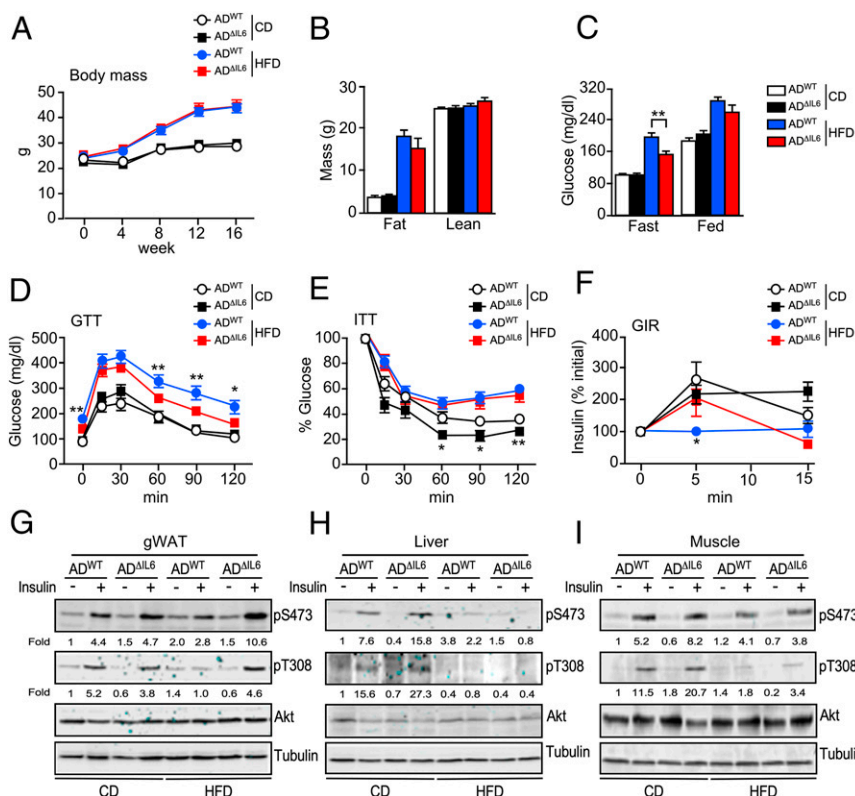 A
AD^WT
AD^ΔIL6
CD
AD^WT
AD^ΔIL6
HFD
Body mass
g
50
40
30
20
10
0
0 4 8 12 16
week
B
Mass (g)
30
20
10
0
Fat Lean
C
Glucose (mg/dl)
320
240
160
80
0
**
Fast Fed
AD^WT
AD^ΔIL6
CD
AD^WT
AD^ΔIL6
HFD
D
GTT
AD^WT
AD^ΔIL6
CD
AD^WT
AD^ΔIL6
HFD
Glucose (mg/dl)
500
400
300
200
100
0
** ** ** *
0 30 60 90 120
min
E
ITT
AD^WT
AD^ΔIL6
CD
AD^WT
AD^ΔIL6
HFD
% Glucose
100
80
60
40
20
0
* * **
0 30 60 90 120
min
F
GIR
AD^WT
AD^ΔIL6
CD
AD^WT
AD^ΔIL6
HFD
Insulin (% initial)
400
300
200
100
0
*
0 5 10 15
min
G
gWAT
AD^WT AD^ΔIL6 AD^WT AD^ΔIL6
Insulin - + - + - + - +
pS473
Fold 1 4.4 1.5 4.7 2.0 2.8 1.5 10.6
pT308
Fold 1 5.2 0.6 3.8 1.4 1.0 0.6 4.6
Akt
Tubulin
CD HFD
H
Liver
AD^WT AD^ΔIL6 AD^WT AD^ΔIL6
Insulin - + - + - + - +
pS473
1 7.6 0.4 15.8 3.8 2.2 1.5 0.8
pT308
1 15.6 0.7 27.3 0.4 0.8 0.4 0.4
Akt
Tubulin
CD HFD
I
Muscle
AD^WT AD^ΔIL6 AD^WT AD^ΔIL6
Insulin - + - + - + - +
pS473
1 5.2 0.6 8.2 1.2 4.1 0.7 3.8
pT308
1 11.5 1.8 20.7 1.4 1.8 0.2 3.4
Akt
Tubulin
CD HFD